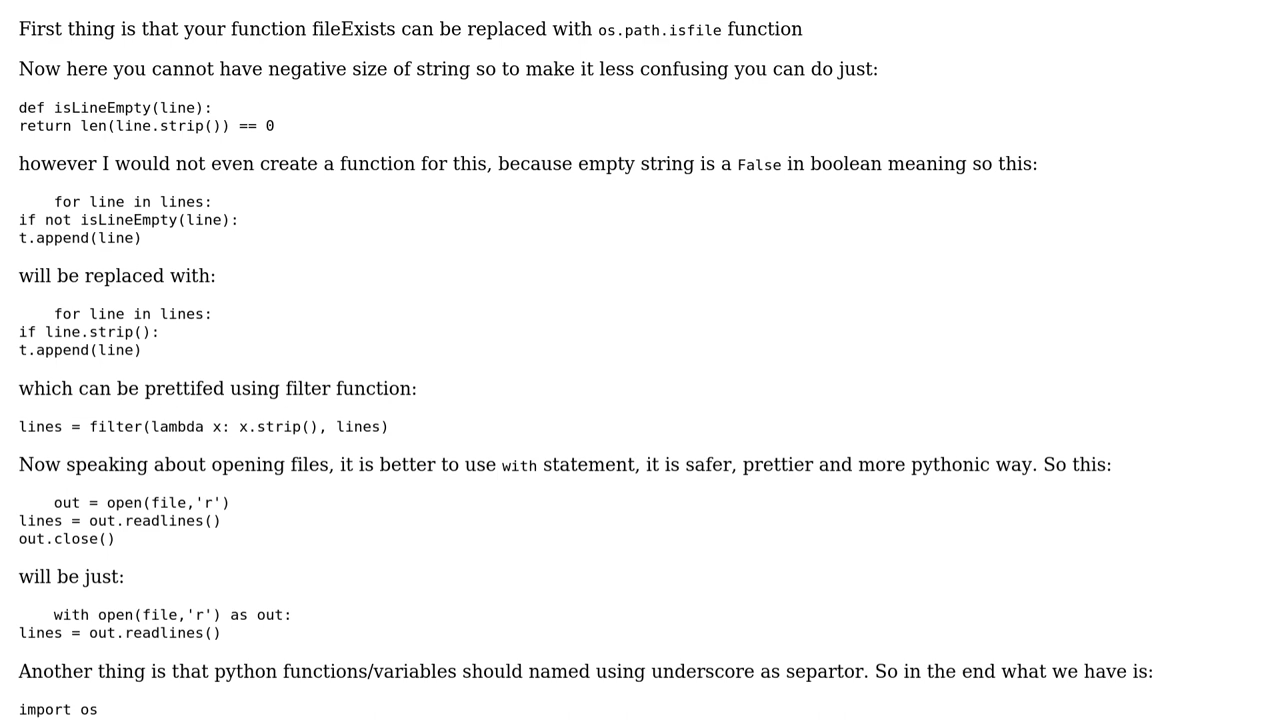 First thing is that your function fileExists can be replaced with os.path.isfile function
Now here you cannot have negative size of string so to make it less confusing you can do just:
def isLineEmpty(line):
return len(line.strip()) == 0
however I would not even create a function for this, because empty string is a False in boolean meaning so this:
    for line in lines:
if not isLineEmpty(line):
t.append(line)
will be replaced with:
    for line in lines:
if line.strip():
t.append(line)
which can be prettifed using filter function:
lines = filter(lambda x: x.strip(), lines)
Now speaking about opening files, it is better to use with statement, it is safer, prettier and more pythonic way. So this:
    out = open(file,'r')
lines = out.readlines()
out.close()
will be just:
    with open(file,'r') as out:
lines = out.readlines()
Another thing is that python functions/variables should named using underscore as separtor. So in the end what we have is:
import os